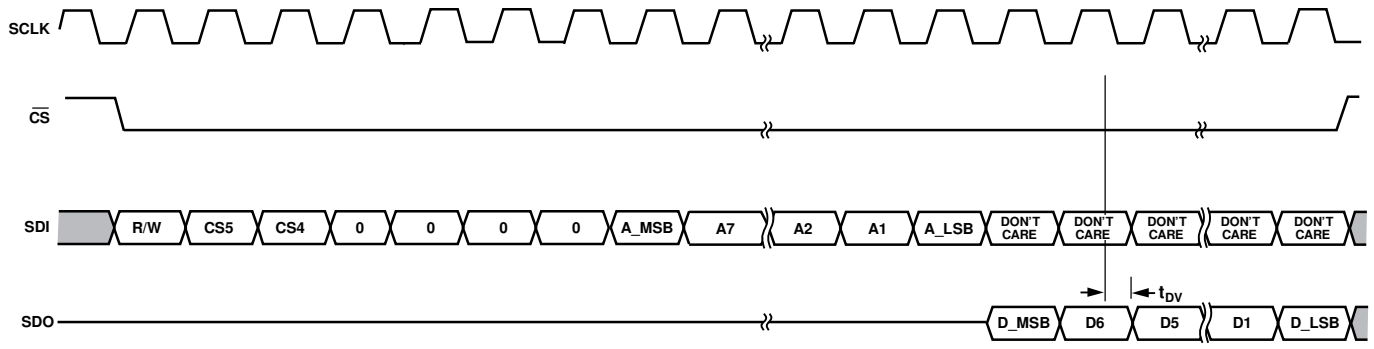 SCLK
CS
SDI R/W CS5 CS4 0 0 0 0 A_MSB A7 A2 A1 A_LSB DON'T CARE DON'T CARE DON'T CARE DON'T CARE DON'T CARE
tDV
SDO D_MSB D6 D5 D1 D_LSB